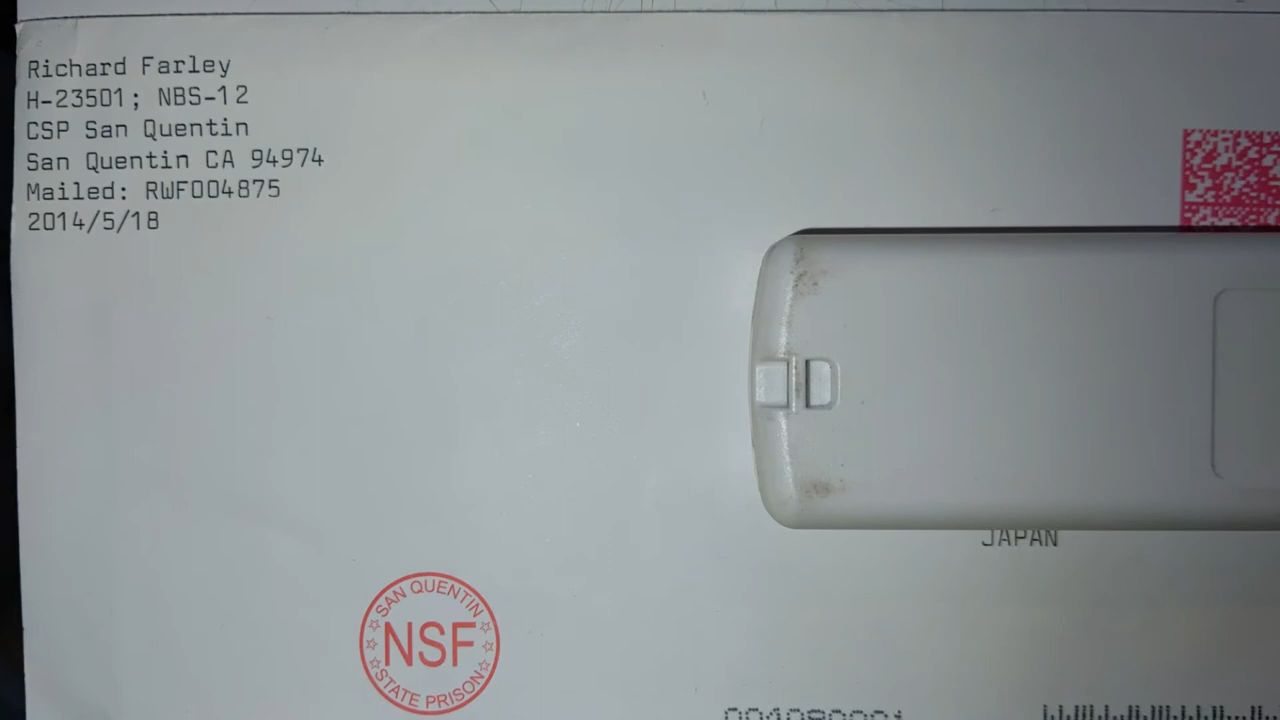 Richard Farley
H-23501; NBS-12
CSP San Quentin
San Quentin CA 94974
Mailed: RWF004875
2014/5/18
JAPAN
SAN QUENTIN
NSF
STATE PRISON